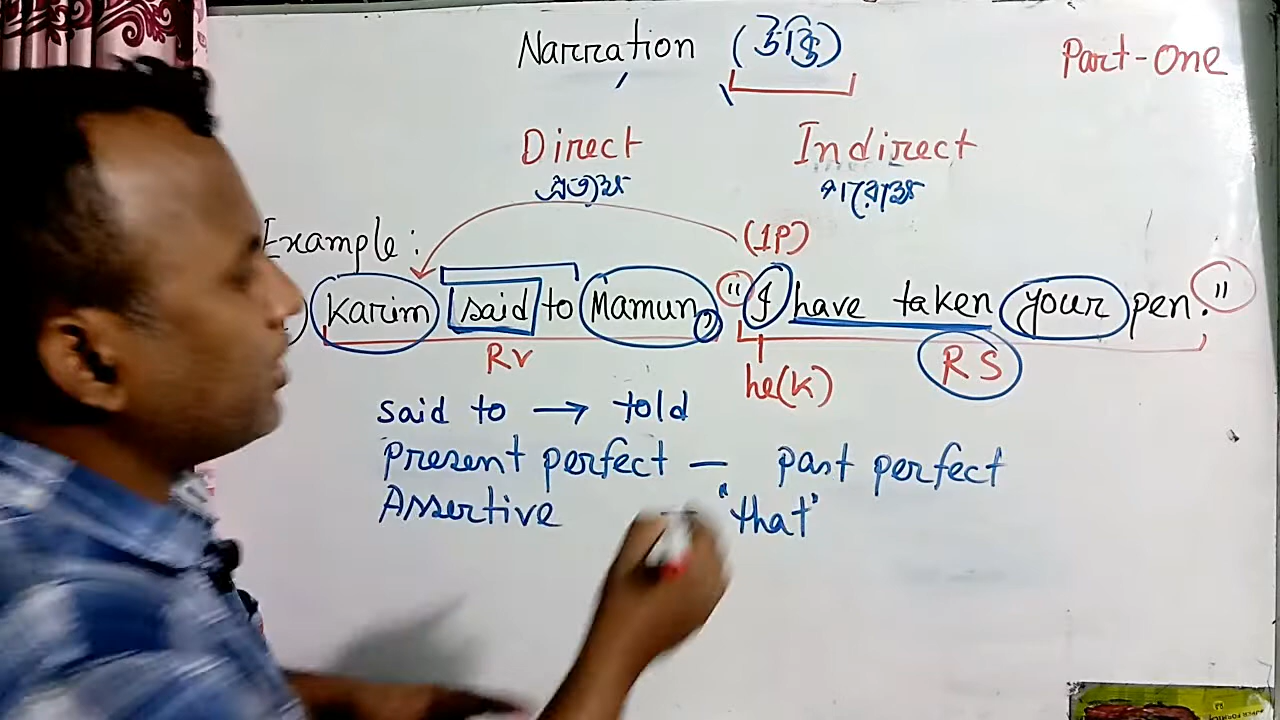 Narration (উক্তি) Part-One
Direct Indirect
প্রত্যক্ষ পরোক্ষ
Example: (1P)
Karim said to Mamun, "I have taken your pen."
RV RS
he(K)
said to → told
Present perfect — past perfect
Assertive — "that"